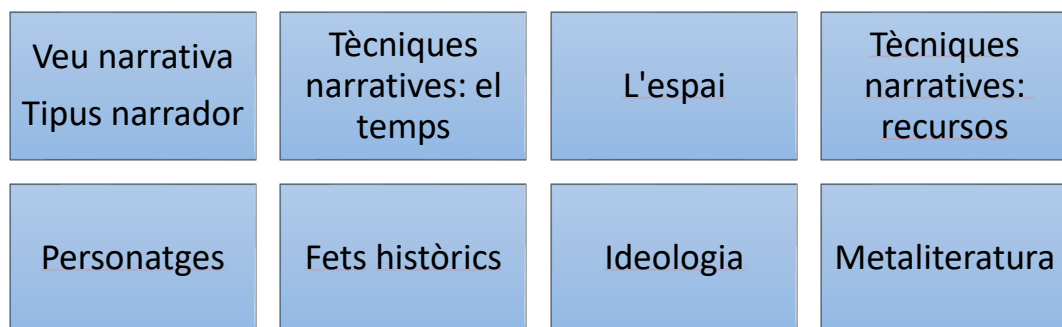 Veu narrativa
Tipus narrador
Tècniques
narratives: el
temps
L'espai
Tècniques
narratives:
recursos
Personatges
Fets històrics
Ideologia
Metaliteratura